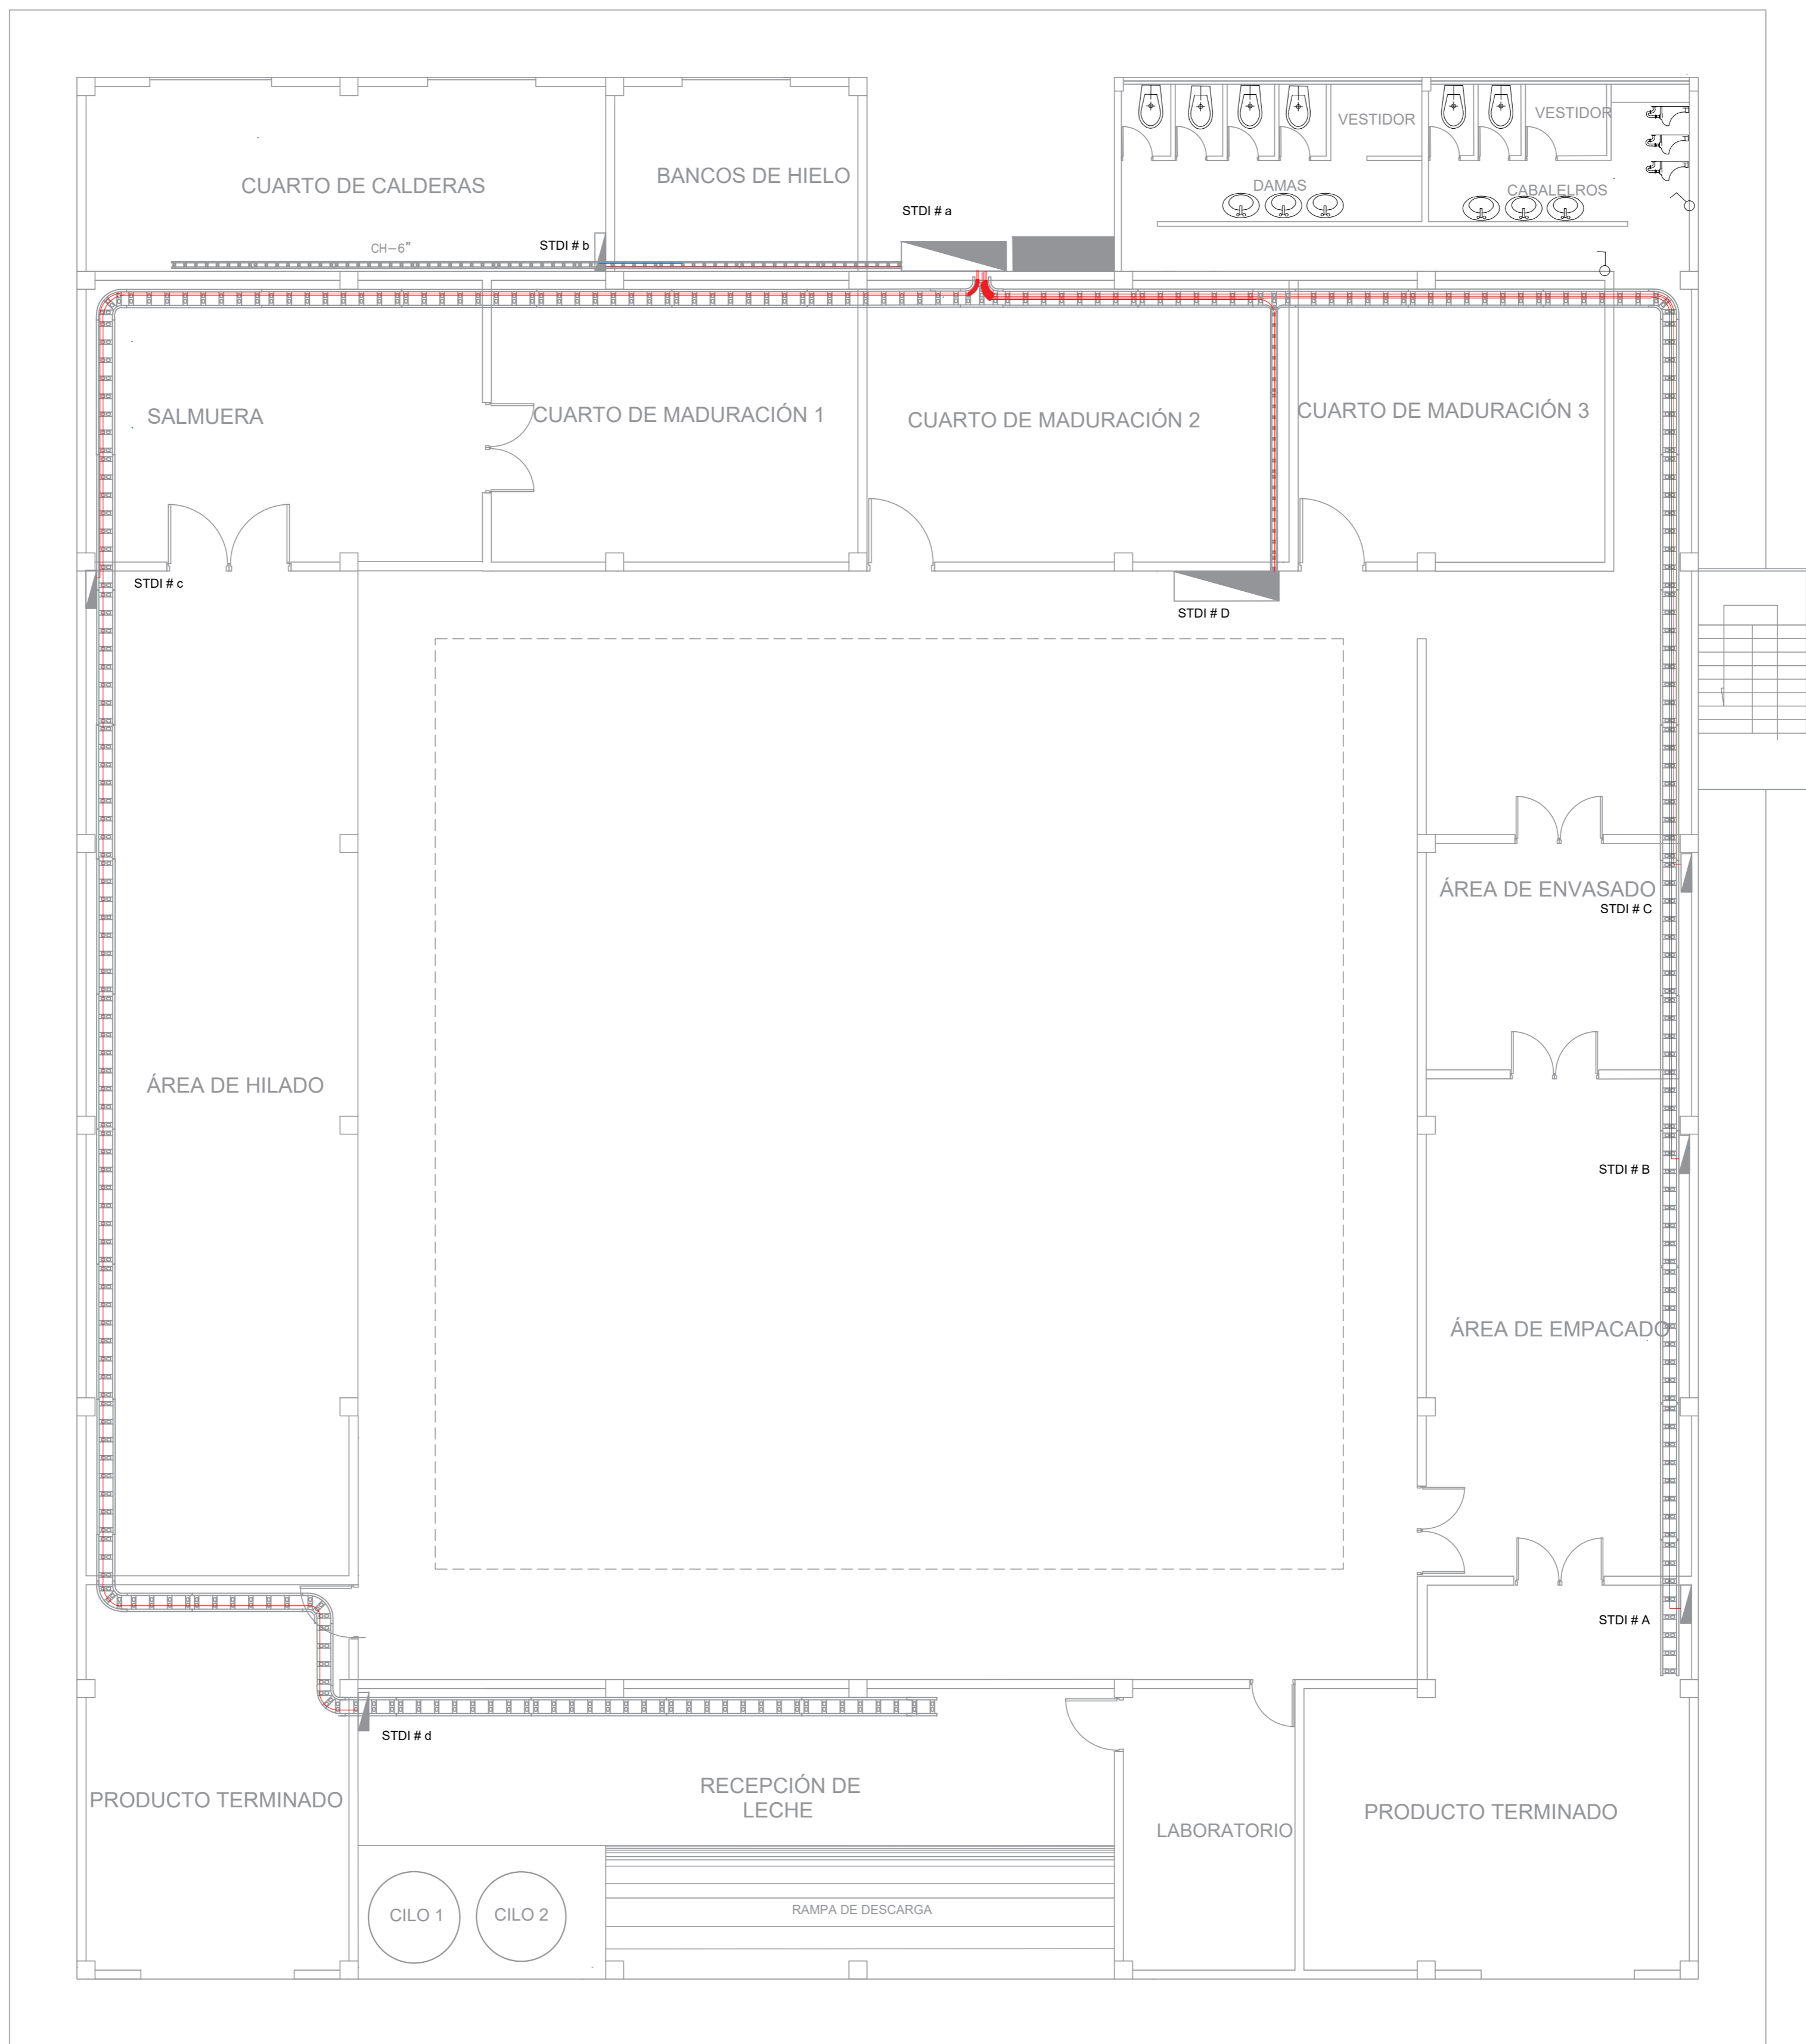 VESTIDOR
VESTIDOR
CUARTO DE CALDERAS
BANCOS DE HIELO
DAMAS
CABALELROS
STDI # a
STDI # b
CH-6"
SALMUERA
CUARTO DE MADURACIÓN 1
CUARTO DE MADURACIÓN 2
CUARTO DE MADURACIÓN 3
STDI # c
STDI # D
ÁREA DE ENVASADO
STDI # C
ÁREA DE HILADO
STDI # B
ÁREA DE EMPACADO
STDI # A
STDI # d
PRODUCTO TERMINADO
RECEPCIÓN DE
LECHE
LABORATORIO
PRODUCTO TERMINADO
CILO 1
CILO 2
RAMPA DE DESCARGA